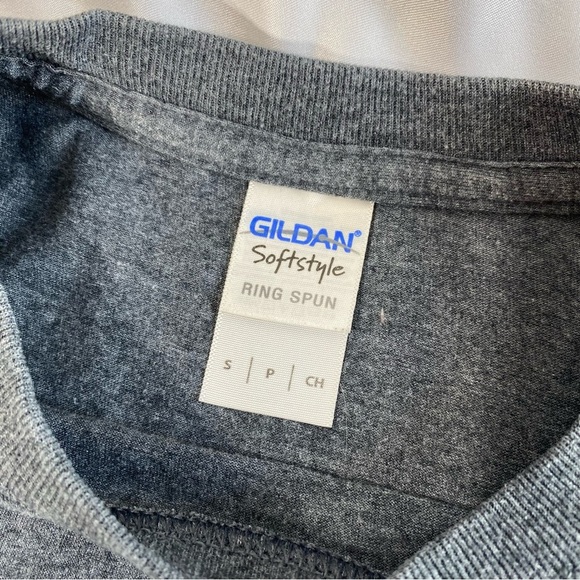 GILDAN®
Softstyle
RING SPUN
S | P | CH